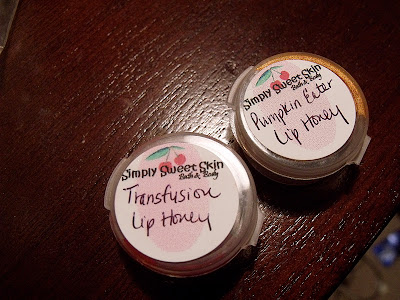 Simply Sweet Skin
Bath & Body
Pumpkin Eater
Lip Honey
Simply Sweet Skin
Bath & Body
Transfusion
Lip Honey